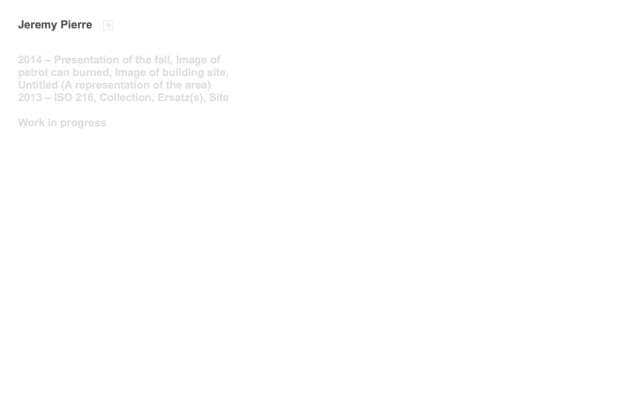 Jeremy Pierre
2014 – Presentation of the fall, Image of
petrol can burned, Image of building site,
Untitled (A representation of the area)
2013 – ISO 216, Collection, Ersatz(s), Site
Work in progress